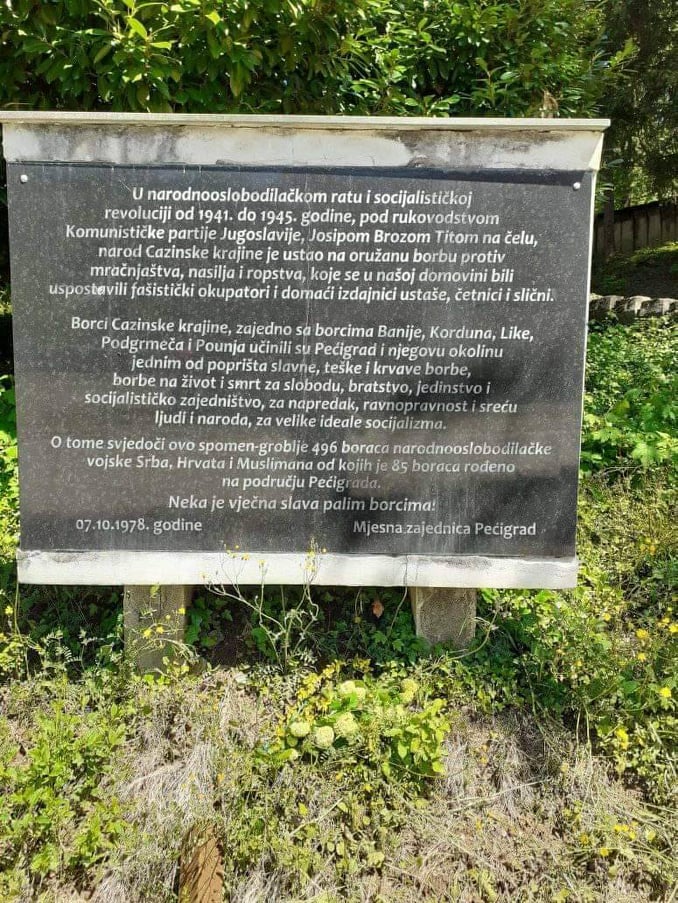 U narodnooslobodilačkom ratu i socijalističkoj
revoluciji od 1941. do 1945. godine, pod rukovodstvom
Komunističke partije Jugoslavije, Josipom Brozom Titom na čelu,
narod Cazinske krajine je ustao na oružanu borbu protiv
mračnjaštva, nasilja i ropstva, koje se u našoj domovini bili
uspostavili fašistički okupatori i domaći izdajnici ustaše, četnici i slični.
Borci Cazinske krajine, zajedno sa borcima Banije, Korduna, Like,
Podgrmeča i Pounja učinili su Pećigrad i njegovu okolinu
jednim od poprišta slavne, teške i krvave borbe,
borbe na život i smrt za slobodu, bratstvo, jedinstvo i
socijalističko zajedništvo, za napredak, ravnopravnost i sreću
ljudi i naroda, za velike ideale socijalizma.
O tome svjedoči ovo spomen-groblje 496 boraca narodnooslobodilačke
vojske Srba, Hrvata i Muslimana od kojih je 85 boraca rođeno
na području Pećigrada.
Neka je vječna slava palim borcima!
07.10.1978. godine Mjesna zajednica Pećigrad